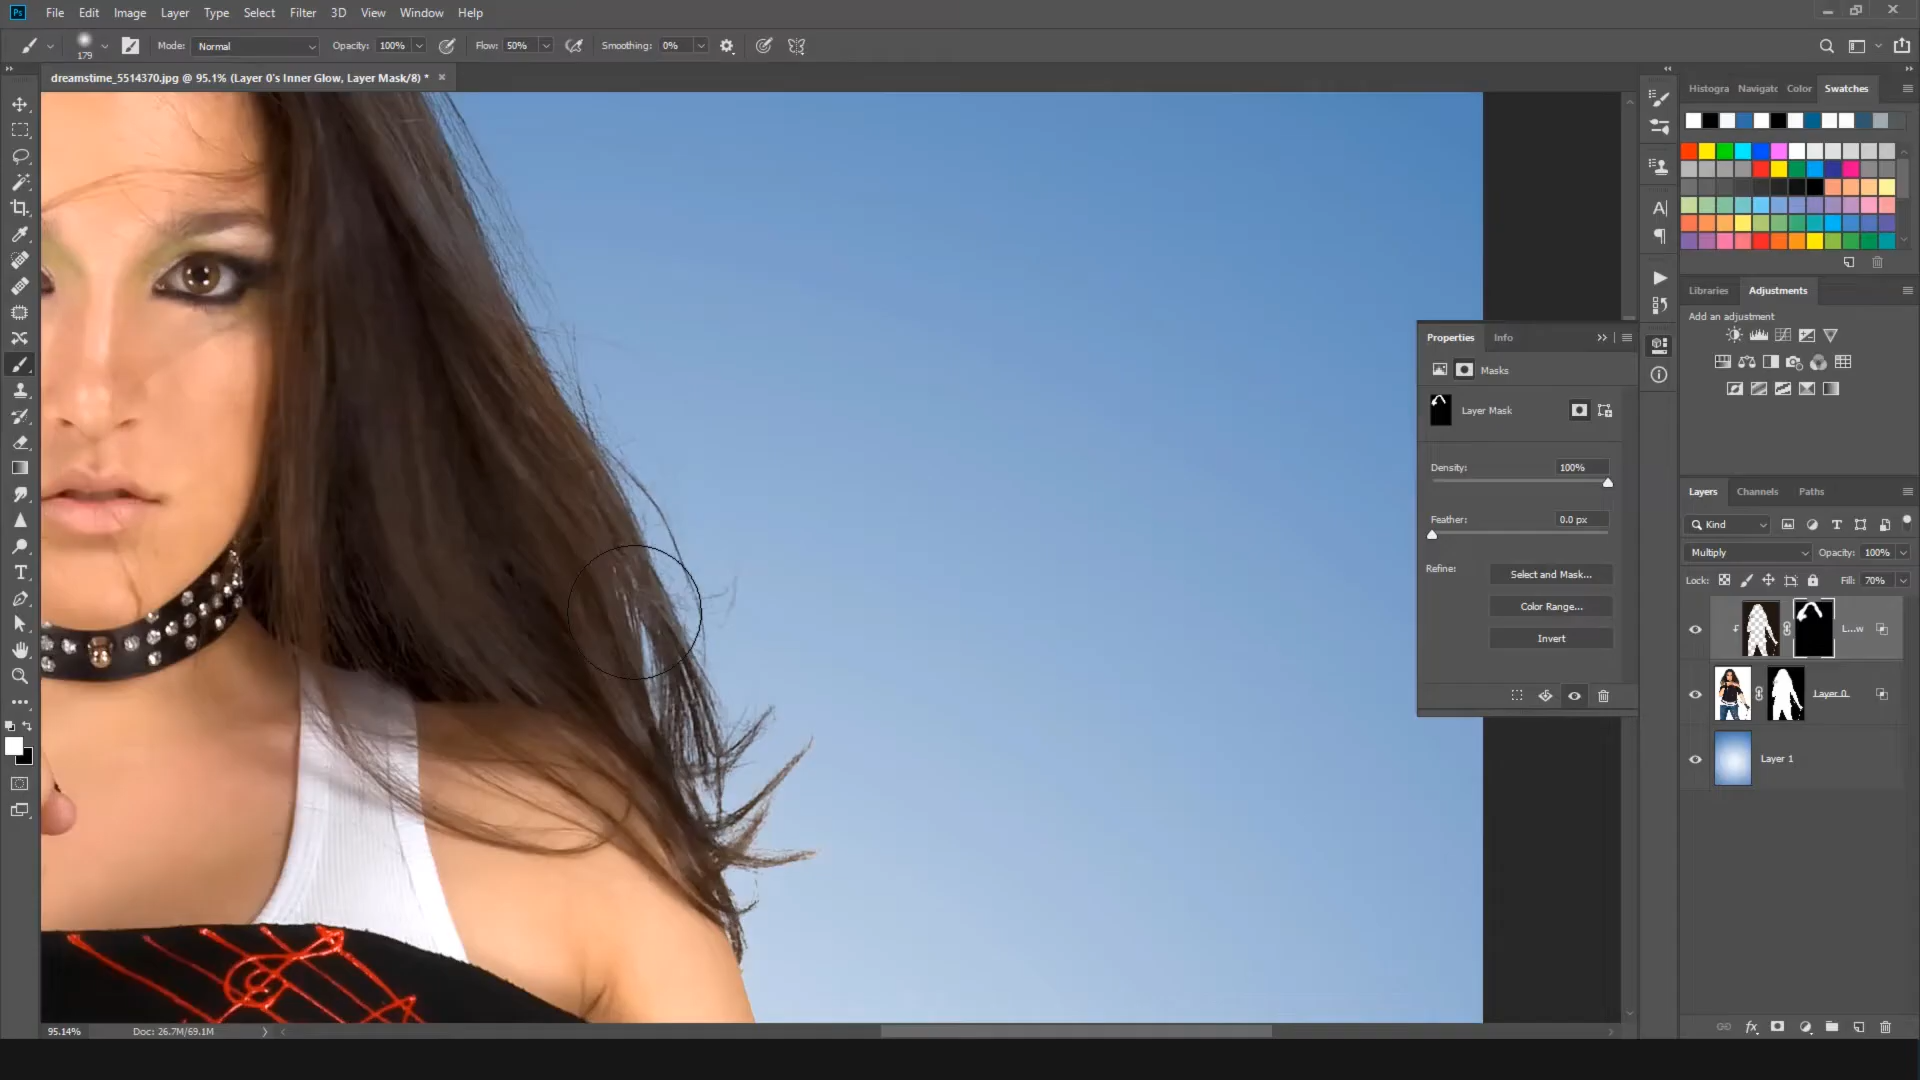 Ps File Edit Image Layer Type Select Filter 3D View Window Help
179 Mode: Normal Opacity: 100% Flow: 50% Smoothing: 0%
dreamstime_5514370.jpg @ 95.1% (Layer 0's Inner Glow, Layer Mask/8) *
Histogra Navigatc Color Swatches
Libraries Adjustments
Add an adjustment
Properties Info
Masks
Layer Mask
Density: 100%
Feather: 0.0 px
Refine: Select and Mask...
Color Range...
Invert
Layers Channels Paths
Kind
Multiply Opacity: 100%
Lock: Fill: 70%
L...w
Layer 0
Layer 1
95.14% Doc: 26.7M/69.1M